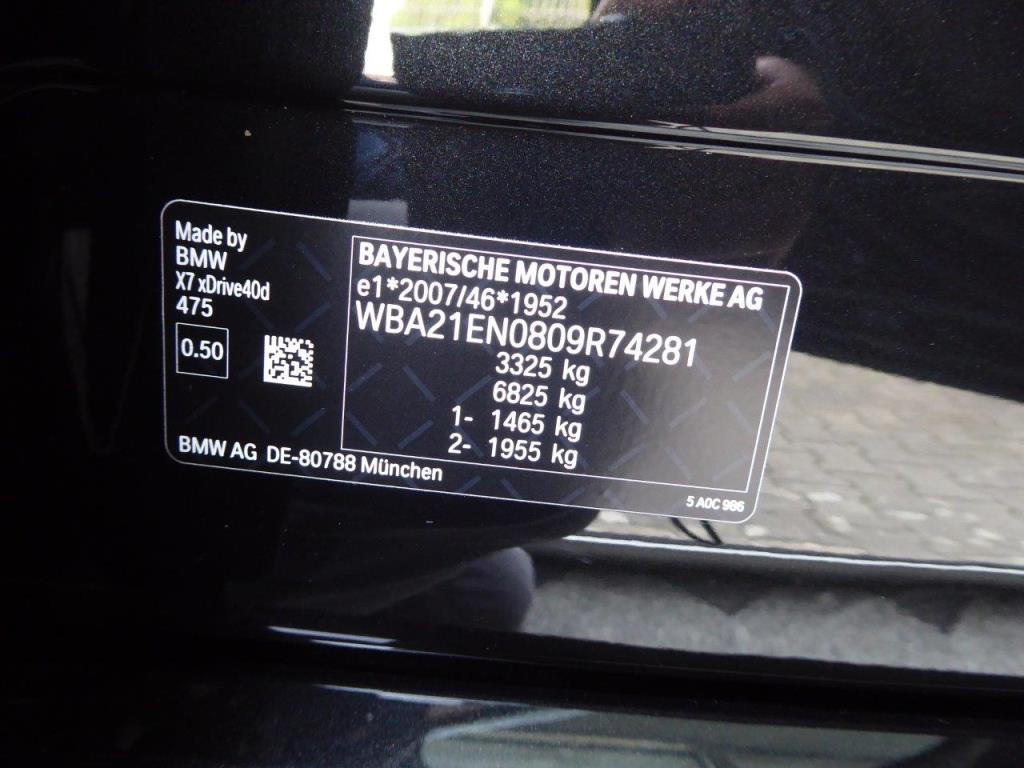 Made by
BMW
X7 xDrive40d
475
0.50
BAYERISCHE MOTOREN WERKE AG
e1*2007/46*1952
WBA21EN0809R74281
3325 kg
6825 kg
1- 1465 kg
2- 1955 kg
BMW AG DE-80788 München
5 A0C 986